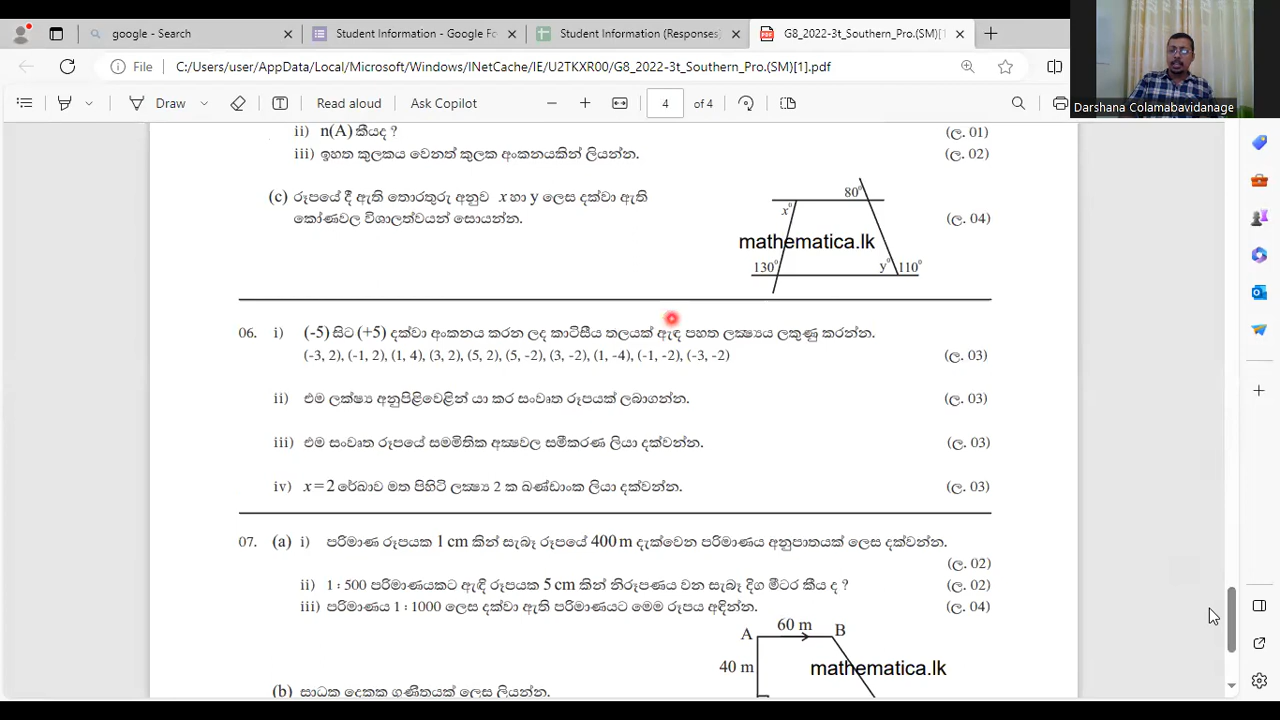 google - Search
Student Information - Google Fo
Student Information (Responses)
G8_2022-3t_Southern_Pro.(SM)[1]
File
C:/Users/user/AppData/Local/Microsoft/Windows/INetCache/IE/U2TKXR00/G8_2022-3t_Southern_Pro.(SM)[1].pdf
Draw
Read aloud
Ask Copilot
4 of 4
Darshana Colamabavidanage
ii) n(A) කීයද ? (ල. 01)
iii) ඉහත කුලකය වෙනත් කුලක අංකනයකින් ලියන්න. (ල. 02)
(c) රූපයේ දී ඇති තොරතුරු අනුව x හා y ලෙස දක්වා ඇති
කෝණවල විශාලත්වයන් සොයන්න. (ල. 04)
80°
x°
mathematica.lk
130° y° 110°
06. i) (-5) සිට (+5) දක්වා අංකනය කරන ලද කාටිසීය තලයක් ඇඳ පහත ලක්‍ෂ්‍යය ලකුණු කරන්න.
(-3, 2), (-1, 2), (1, 4), (3, 2), (5, 2), (5, -2), (3, -2), (1, -4), (-1, -2), (-3, -2) (ල. 03)
ii) එම ලක්ෂ්‍ය අනුපිළිවෙළින් යා කර සංවෘත රූපයක් ලබාගන්න. (ල. 03)
iii) එම සංවෘත රූපයේ සමමිතික අක්‍ෂවල සමීකරණ ලියා දක්වන්න. (ල. 03)
iv) x = 2 රේඛාව මත පිහිටි ලක්‍ෂ්‍ය 2 ක ඛණ්ඩාංක ලියා දක්වන්න. (ල. 03)
07. (a) i) පරිමාණ රූපයක 1 cm කින් සැබෑ රූපයේ 400 m දැක්වෙන පරිමාණය අනුපාතයක් ලෙස දක්වන්න.
(ල. 02)
ii) 1 : 500 පරිමාණයකට ඇඳි රූපයක 5 cm කින් නිරූපණය වන සැබෑ දිග මීටර කීය ද ? (ල. 02)
iii) පරිමාණය 1 : 1000 ලෙස දක්වා ඇති පරිමාණයට මෙම රූපය අඳින්න. (ල. 04)
60 m
A B
40 m
mathematica.lk
(b) සාධක දෙකක ගුණිතයක් ලෙස ලියන්න.